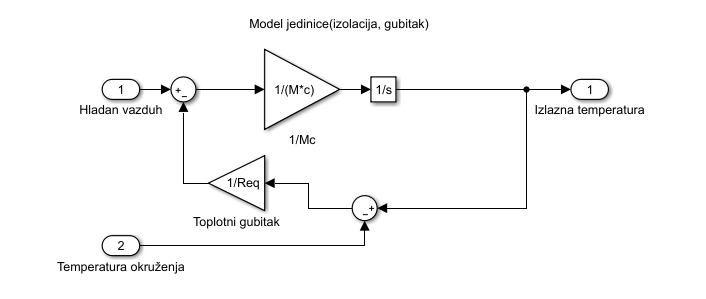 Model jedinice(izolacija, gubitak)
1
Hladan vazduh
+
−
1/(M*c)
1/Mc
1/s
1
Izlazna temperatura
1/Req
Toplotni gubitak
−
+
2
Temperatura okruženja